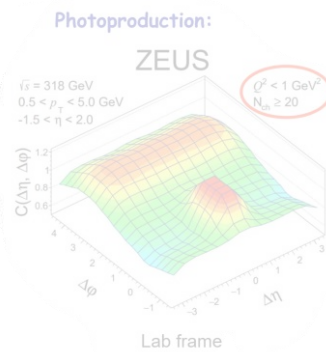 Photoproduction:
ZEUS
√s = 318 GeV
0.5 < p_T < 5.0 GeV
-1.5 < η < 2.0
Q² < 1 GeV²
N_ch ≥ 20
C(Δη, Δφ)
1.2
1
0.8
0.6
4
3
2
1
0
-1
Δφ
-3
-2
-1
0
1
2
3
Δη
Lab frame